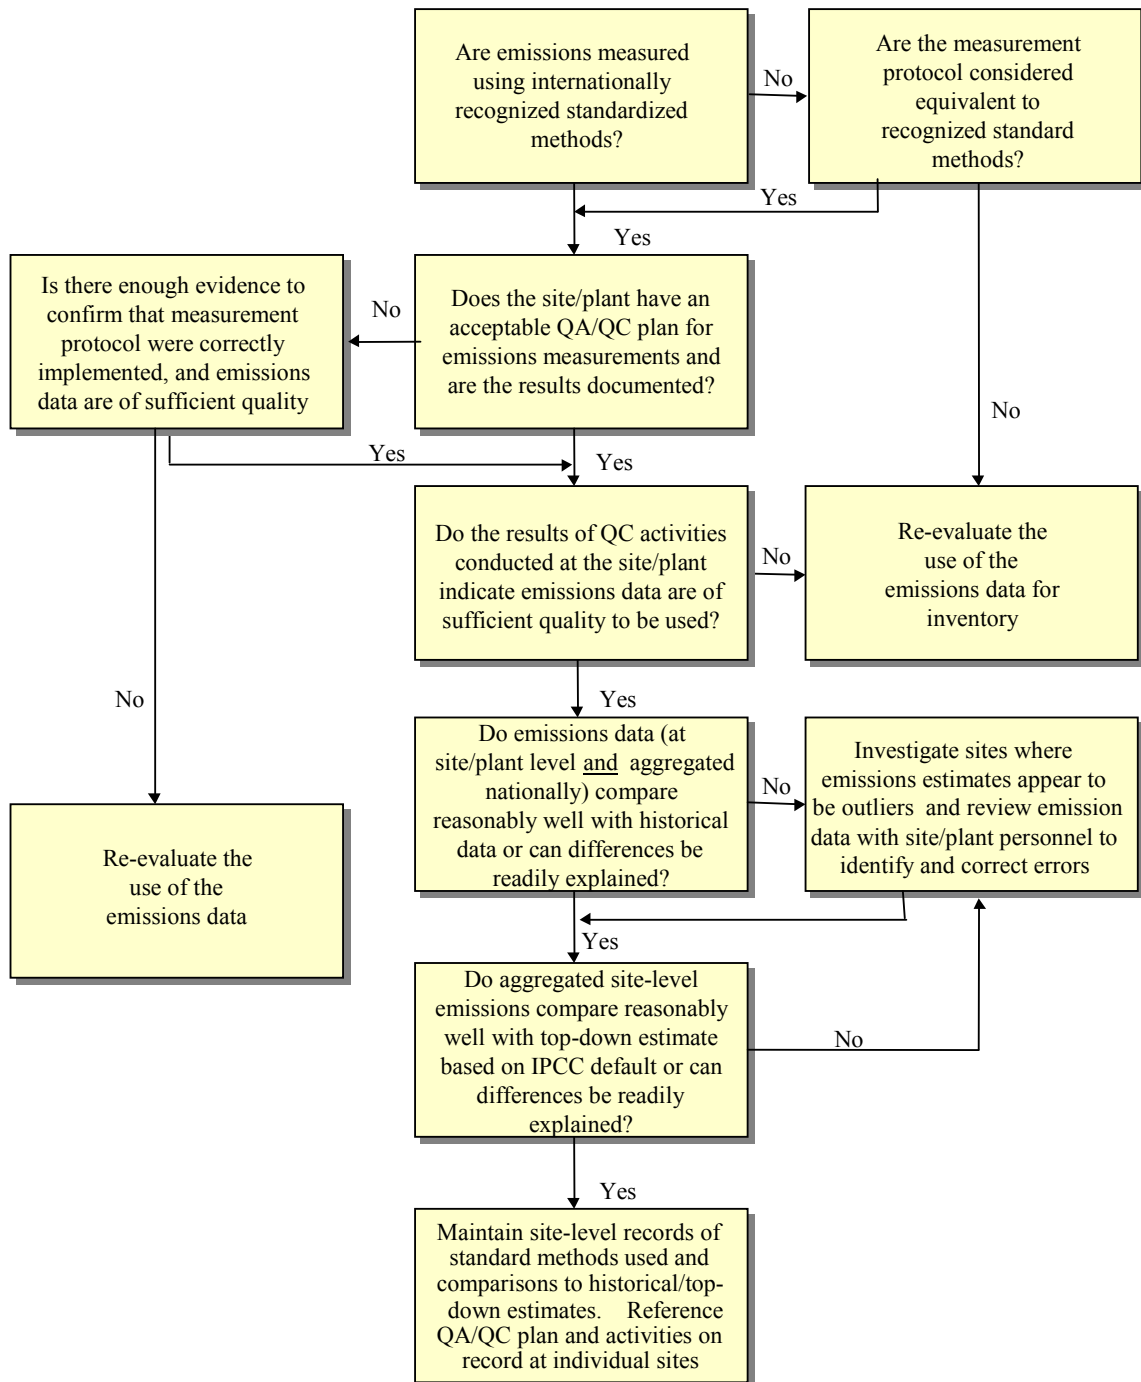 Are emissions measured
using internationally
recognized standardized
methods?
No
Are the measurement
protocol considered
equivalent to
recognized standard
methods?
Yes
Yes
Is there enough evidence to
confirm that measurement
protocol were correctly
implemented, and emissions
data are of sufficient quality
No
Does the site/plant have an
acceptable QA/QC plan for
emissions measurements and
are the results documented?
No
Yes
Yes
Do the results of QC activities
conducted at the site/plant
indicate emissions data are of
sufficient quality to be used?
No
Re-evaluate the
use of the
emissions data for
inventory
No
Yes
Do emissions data (at
site/plant level and aggregated
nationally) compare
reasonably well with historical
data or can differences be
readily explained?
No
Investigate sites where
emissions estimates appear to
be outliers and review emission
data with site/plant personnel to
identify and correct errors
Re-evaluate the
use of the
emissions data
Yes
Do aggregated site-level
emissions compare reasonably
well with top-down estimate
based on IPCC default or can
differences be readily
explained?
No
Yes
Maintain site-level records of
standard methods used and
comparisons to historical/top-
down estimates. Reference
QA/QC plan and activities on
record at individual sites